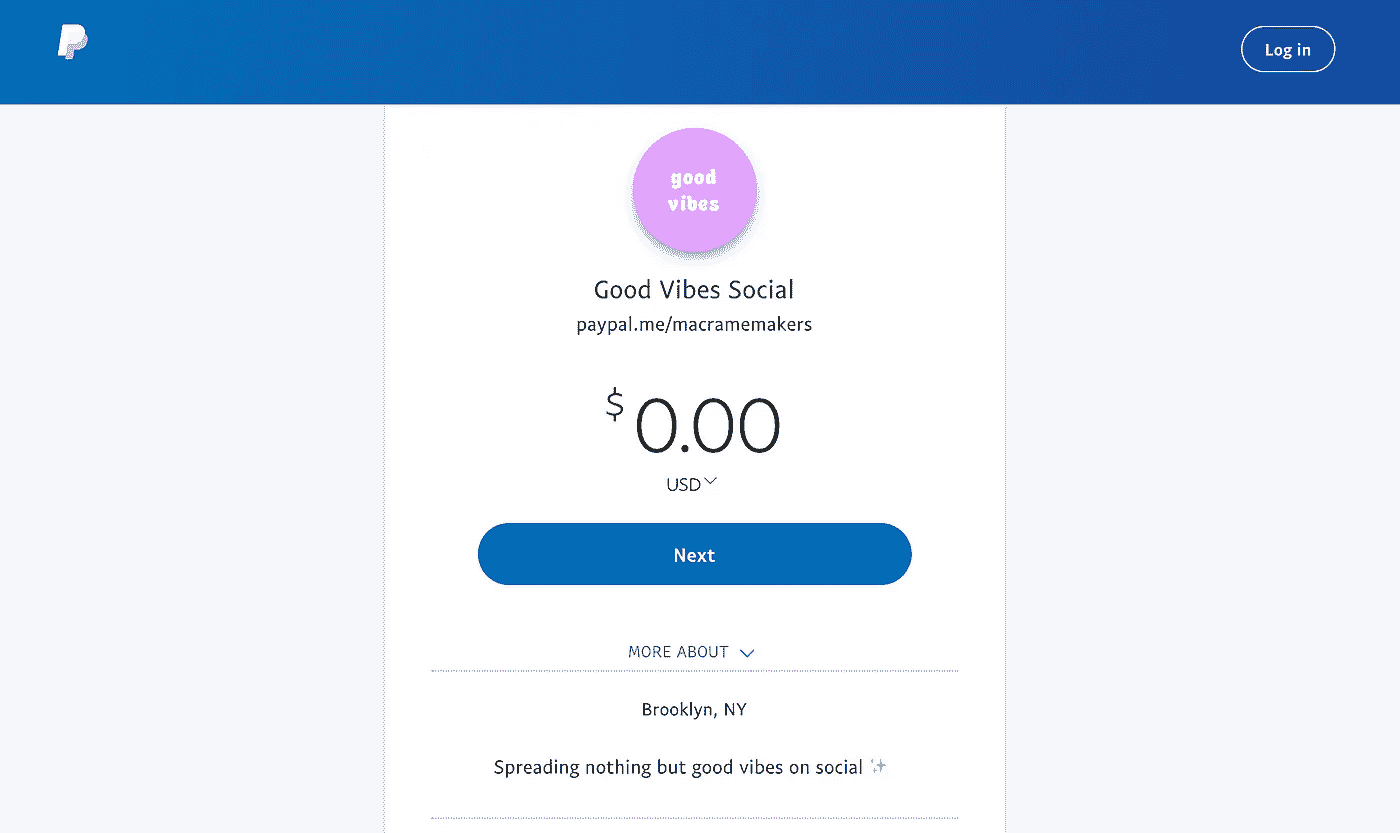 Log in
good
vibes
Good Vibes Social
paypal.me/macramemakers
$ 0.00
USD
Next
MORE ABOUT
Brooklyn, NY
Spreading nothing but good vibes on social ✨